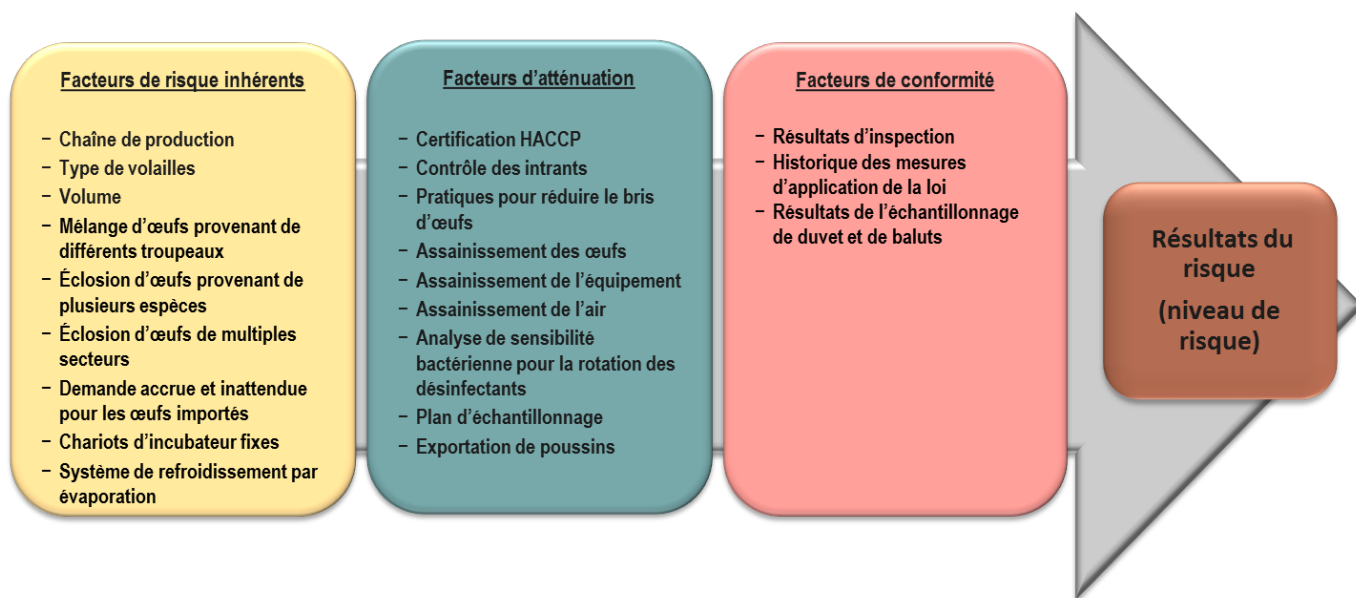 Facteurs de risque inhérents
− Chaîne de production
− Type de volailles
− Volume
− Mélange d’œufs provenant de
différents troupeaux
− Éclosion d’œufs provenant de
plusieurs espèces
− Éclosion d’œufs de multiples
secteurs
− Demande accrue et inattendue
pour les œufs importés
− Chariots d’incubateur fixes
− Système de refroidissement par
évaporation
Facteurs d’atténuation
− Certification HACCP
− Contrôle des intrants
− Pratiques pour réduire le bris
d’œufs
− Assainissement des œufs
− Assainissement de l’équipement
− Assainissement de l’air
− Analyse de sensibilité
bactérienne pour la rotation des
désinfectants
− Plan d’échantillonnage
− Exportation de poussins
Facteurs de conformité
− Résultats d’inspection
− Historique des mesures
d’application de la loi
− Résultats de l’échantillonnage
de duvet et de baluts
Résultats du
risque
(niveau de
risque)